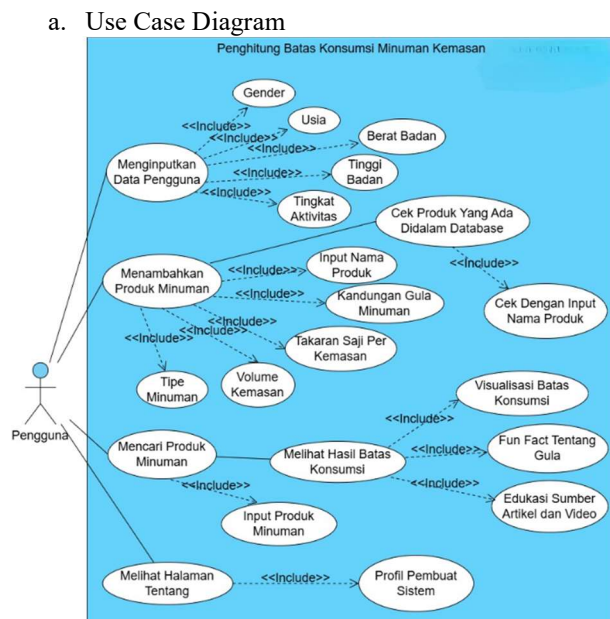 a. Use Case Diagram
Penghitung Batas Konsumsi Minuman Kemasan
Gender
<<Include>>
Usia
<<Include>>
Berat Badan
<<Include>>
Menginputkan
Data Pengguna
<<Include>>
Tinggi
Badan
<<Include>>
Tingkat
Aktivitas
Cek Produk Yang Ada
Didalam Database
<<Include>>
Cek Dengan Input
Nama Produk
Menambahkan
Produk Minuman
<<Include>>
Input Nama
Produk
<<Include>>
Kandungan Gula
Minuman
<<Include>>
Takaran Saji Per
Kemasan
<<Include>>
Volume
Kemasan
<<Include>>
Tipe
Minuman
Pengguna
Mencari Produk
Minuman
<<Include>>
Input Produk
Minuman
Melihat Hasil Batas
Konsumsi
<<Include>>
Visualisasi Batas
Konsumsi
<<Include>>
Fun Fact Tentang
Gula
<<Include>>
Edukasi Sumber
Artikel dan Video
Melihat Halaman
Tentang
<<Include>>
Profil Pembuat
Sistem